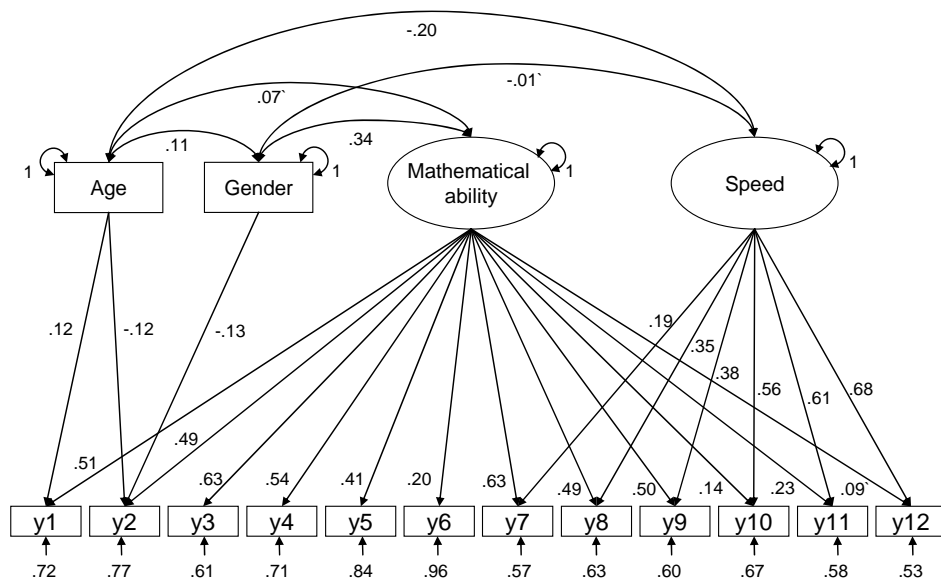 -.20
.07`
-.01`
.11
.34
1
Age
Gender
1
Mathematical
ability
1
Speed
1
.12
-.12
-.13
.19
.35
.38
.56
.61
.68
.51
.49
.63
.54
.41
.20
.63
.49
.50
.14
.23
.09`
y1
y2
y3
y4
y5
y6
y7
y8
y9
y10
y11
y12
.72
.77
.61
.71
.84
.96
.57
.63
.60
.67
.58
.53